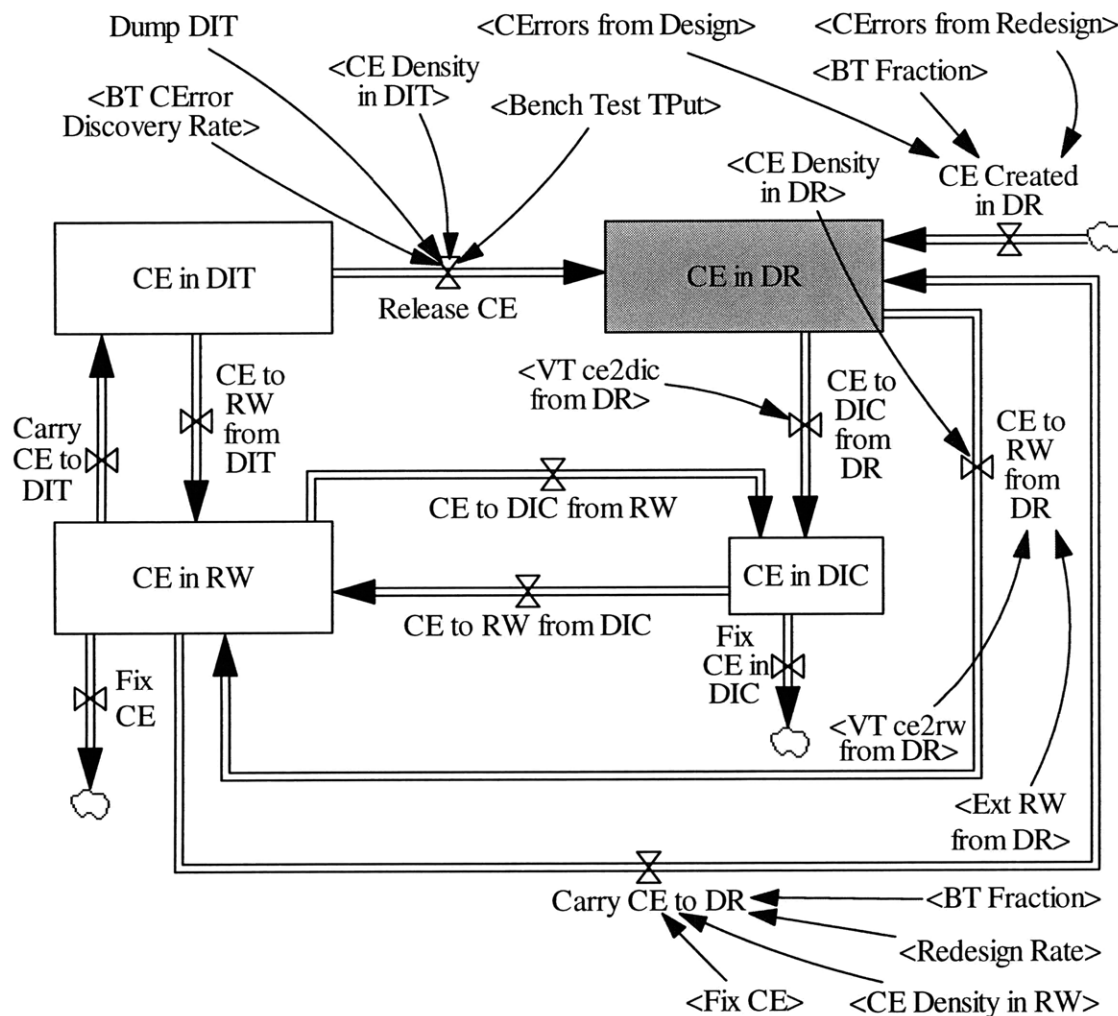 Dump DIT
<CErrors from Design>
<CErrors from Redesign>
<CE Density
in DIT>
<BT Fraction>
<BT CError
Discovery Rate>
<Bench Test TPut>
<CE Density
in DR>
CE Created
in DR
CE in DIT
Release CE
CE in DR
CE to
RW
from
DIT
Carry
CE to
DIT
<VT ce2dic
from DR>
CE to
DIC
from
DR
CE to
RW
from
DR
CE to DIC from RW
CE in RW
CE in DIC
CE to RW from DIC
Fix
CE
Fix
CE in
DIC
<VT ce2rw
from DR>
<Ext RW
from DR>
Carry CE to DR
<BT Fraction>
<Redesign Rate>
<Fix CE>
<CE Density in RW>